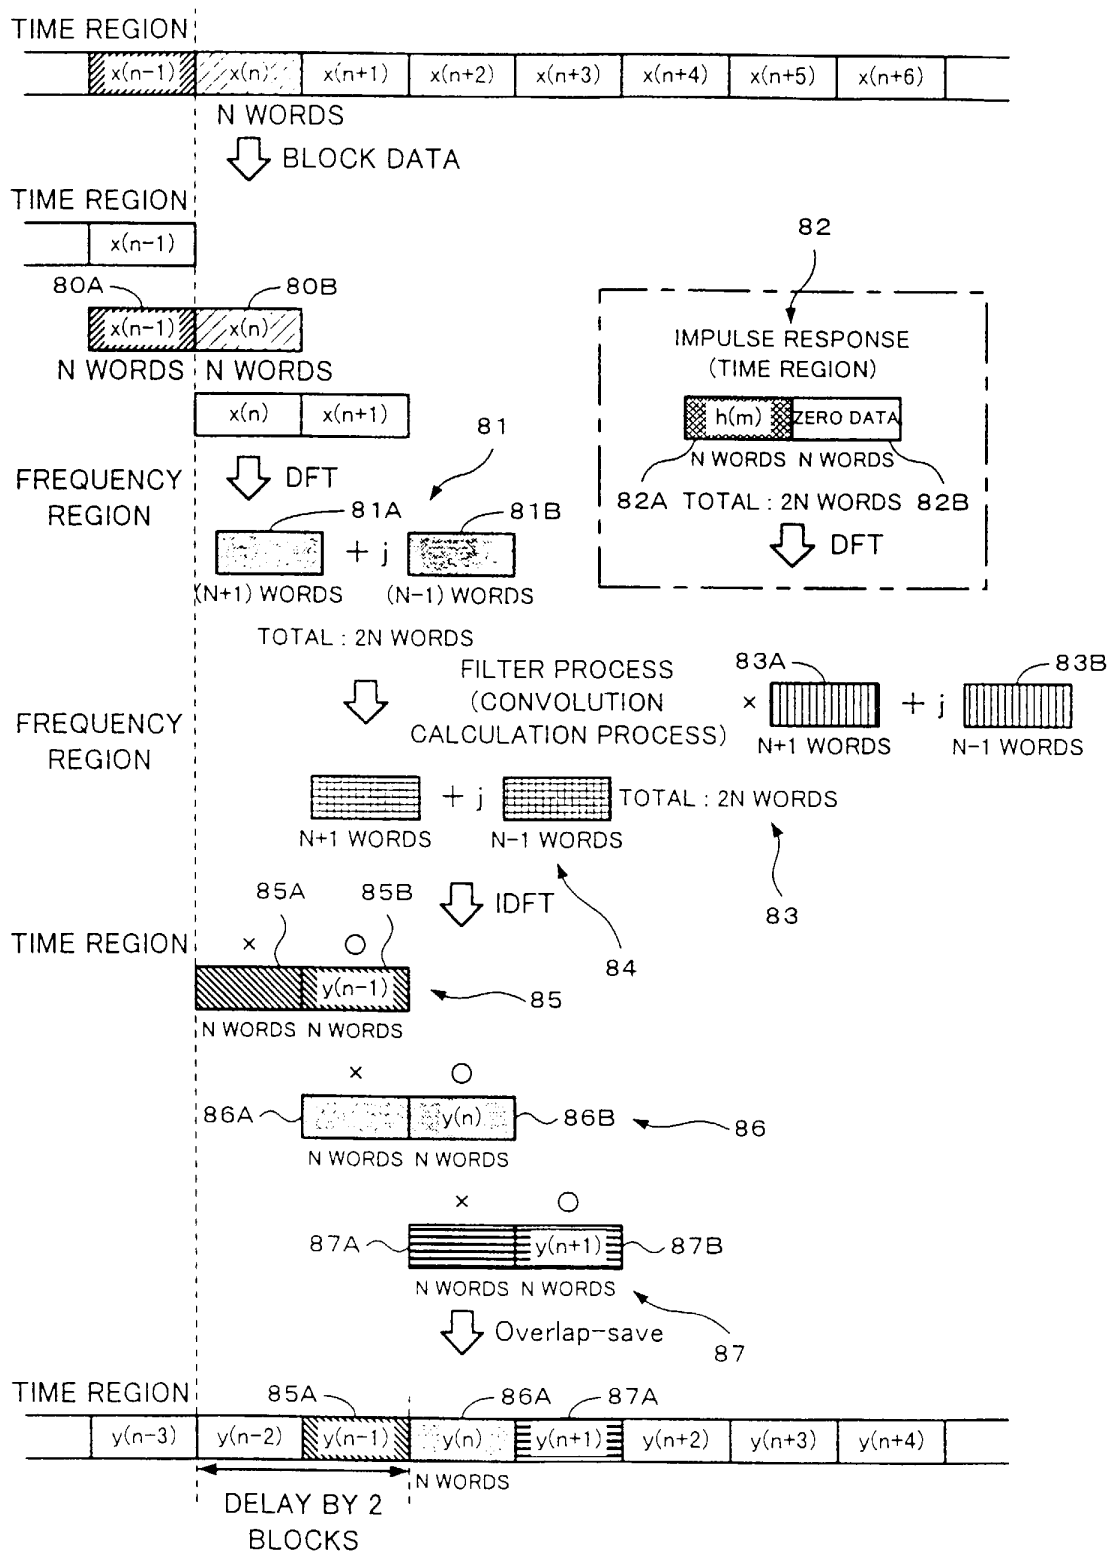 TIME REGION
x(n-1) x(n) x(n+1) x(n+2) x(n+3) x(n+4) x(n+5) x(n+6)
N WORDS
BLOCK DATA
TIME REGION
x(n-1)
80A 80B
x(n-1) x(n)
N WORDS N WORDS
x(n) x(n+1)
82
IMPULSE RESPONSE
(TIME REGION)
h(m) ZERO DATA
N WORDS N WORDS
82A TOTAL : 2N WORDS 82B
DFT
FREQUENCY
REGION
DFT
81
81A 81B
+ j
(N+1) WORDS (N-1) WORDS
TOTAL : 2N WORDS
FREQUENCY
REGION
FILTER PROCESS
(CONVOLUTION
CALCULATION PROCESS)
83A 83B
× + j
N+1 WORDS N-1 WORDS
+ j TOTAL : 2N WORDS
N+1 WORDS N-1 WORDS
83
84
IDFT
TIME REGION
85A 85B
× ○
y(n-1)
85
N WORDS N WORDS
× ○
86A y(n) 86B 86
N WORDS N WORDS
× ○
87A y(n+1) 87B
N WORDS N WORDS
87
Overlap-save
TIME REGION
85A 86A 87A
y(n-3) y(n-2) y(n-1) y(n) y(n+1) y(n+2) y(n+3) y(n+4)
N WORDS
DELAY BY 2
BLOCKS